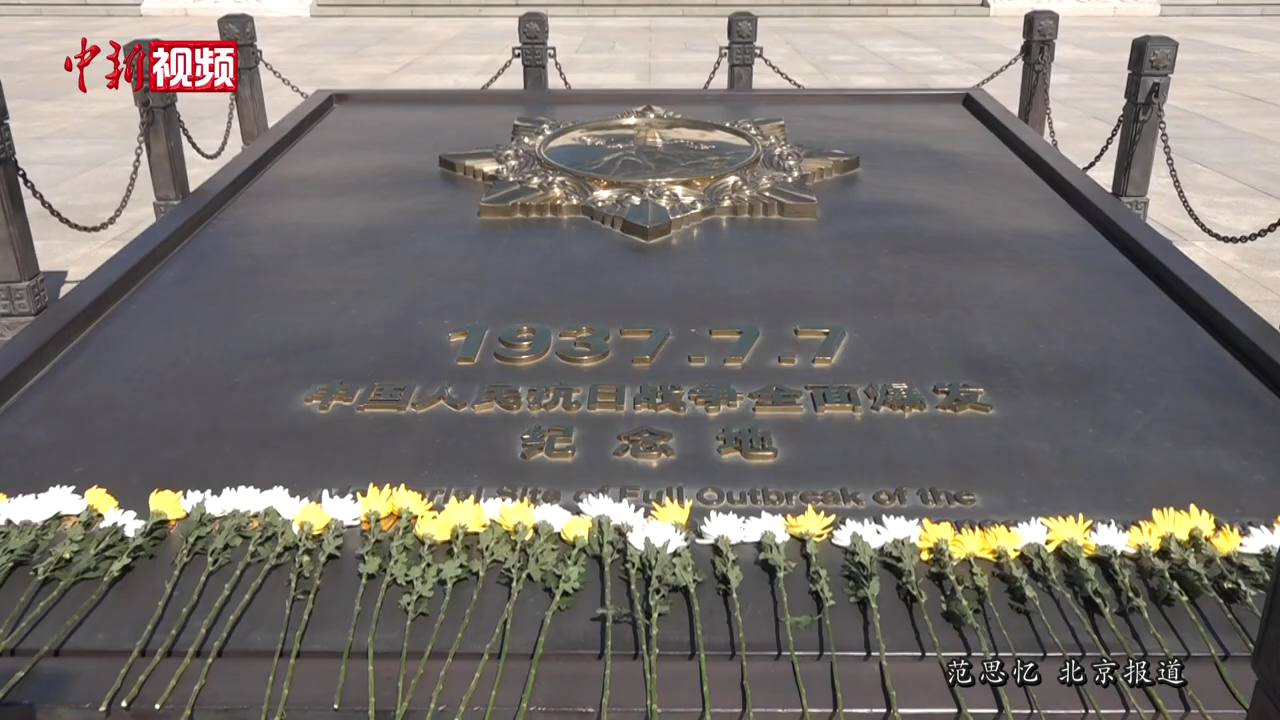 中新视频
1937.7.7
中国人民抗日战争全面爆发
纪念地
Memorial Site of Full Outbreak of the
范思忆 北京报道